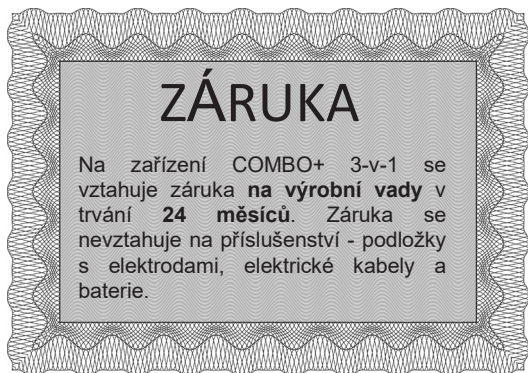 ZÁRUKA
Na zařízení COMBO+ 3-v-1 se
vztahuje záruka na výrobní vady v
trvání 24 měsíců. Záruka se
nevztahuje na příslušenství - podložky
s elektrodami, elektrické kabely a
baterie.